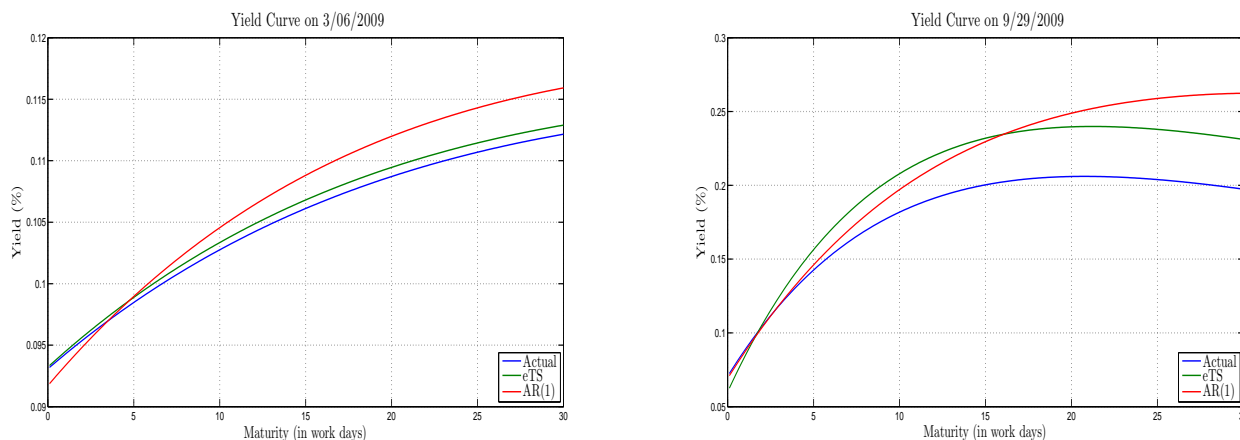 Yield Curve on 3/06/2009
0.12
0.115
0.11
0.105
0.1
0.095
0.09
Yield (%)
0 5 10 15 20 25 30
Maturity (in work days)
Actual
eTS
AR(1)
Yield Curve on 9/29/2009
0.3
0.25
0.2
0.15
0.1
0.05
Yield (%)
0 5 10 15 20 25 30
Maturity (in work days)
Actual
eTS
AR(1)